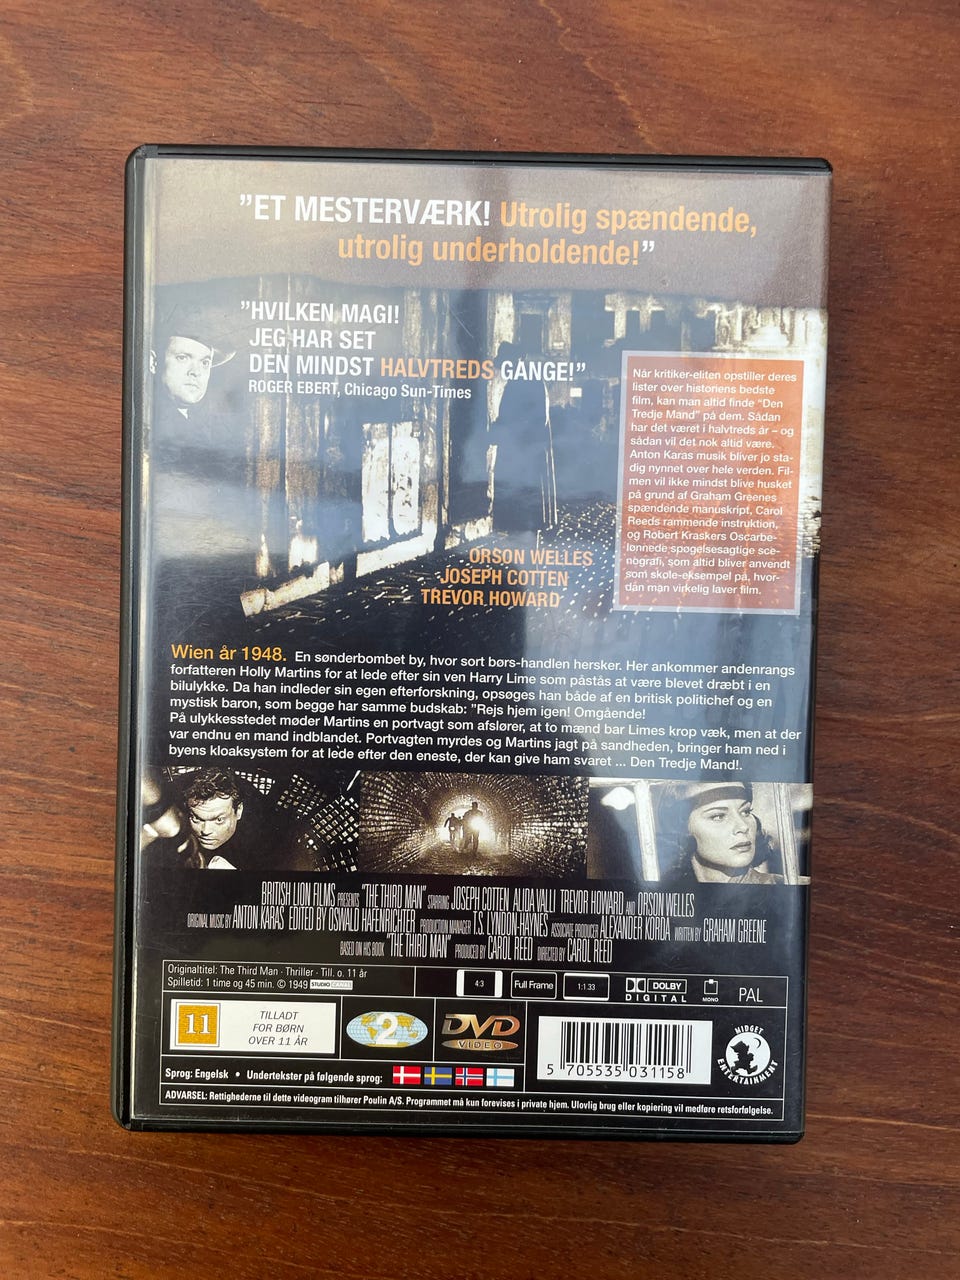 "ET MESTERVÆRK! Utrolig spændende,
utrolig underholdende!"
"HVILKEN MAGI!
JEG HAR SET
DEN MINDST HALVTREDS GANGE!"
ROGER EBERT, Chicago Sun-Times
Når kritiker-eliten opstiller deres
lister over historiens bedste
film, kan man altid finde "Den
Tredje Mand" på dem. Sådan
har det været i halvtreds år – og
sådan vil det nok altid være.
Anton Karas musik bliver jo sta-
dig nynnet over hele verden. Fil-
men vil ikke mindst blive husket
på grund af Graham Greenes
spændende manuskript, Carol
Reeds rammende instruktion,
og Robert Kraskers Oscarbe-
lønnede spøgelsesagtige sce-
nografi, som altid bliver anvendt
som skole-eksempel på, hvor-
dan man virkelig laver film.
ORSON WELLES
JOSEPH COTTEN
TREVOR HOWARD
Wien år 1948. En sønderbombet by, hvor sort børs-handlen hersker. Her ankommer andenrangs
forfatteren Holly Martins for at lede efter sin ven Harry Lime som påstås at være blevet dræbt i en
bilulykke. Da han indleder sin egen efterforskning, opsøges han både af en britisk politichef og en
mystisk baron, som begge har samme budskab: "Rejs hjem igen! Omgående!
På ulykkesstedet møder Martins en portvagt som afslører, at to mænd bar Limes krop væk, men at der
var endnu en mand indblandet. Portvagten myrdes og Martins jagt på sandheden, bringer ham ned i
byens kloaksystem for at lede efter den eneste, der kan give ham svaret ... Den Tredje Mand!.
BRITISH LION FILMS PRESENTS "THE THIRD MAN" STARRING JOSEPH COTTEN ALIDA VALLI TREVOR HOWARD AND ORSON WELLES
ORIGINAL MUSIC BY ANTON KARAS EDITED BY OSWALD HAFENRICHTER PRODUCTION MANAGER T.S. LYNDON-HAYNES ASSOCIATE PRODUCER ALEXANDER KORDA WRITTEN BY GRAHAM GREENE
BASED ON HIS BOOK "THE THIRD MAN" PRODUCED BY CAROL REED DIRECTED BY CAROL REED
Originaltitel: The Third Man · Thriller · Till. o. 11 år
Spilletid: 1 time og 45 min. © 1949 STUDIO CANAL
4:3
Full Frame
1:1.33
DOLBY
DIGITAL
MONO
PAL
11
TILLADT
FOR BØRN
OVER 11 ÅR
2
DVD
VIDEO
5 705535 031158
MIDGET
ENTERTAINMENT
Sprog: Engelsk • Undertekster på følgende sprog:
ADVARSEL: Rettighederne til dette videogram tilhører Poulin A/S. Programmet må kun forevises i private hjem. Ulovlig brug eller kopiering vil medføre retsforfølgelse.